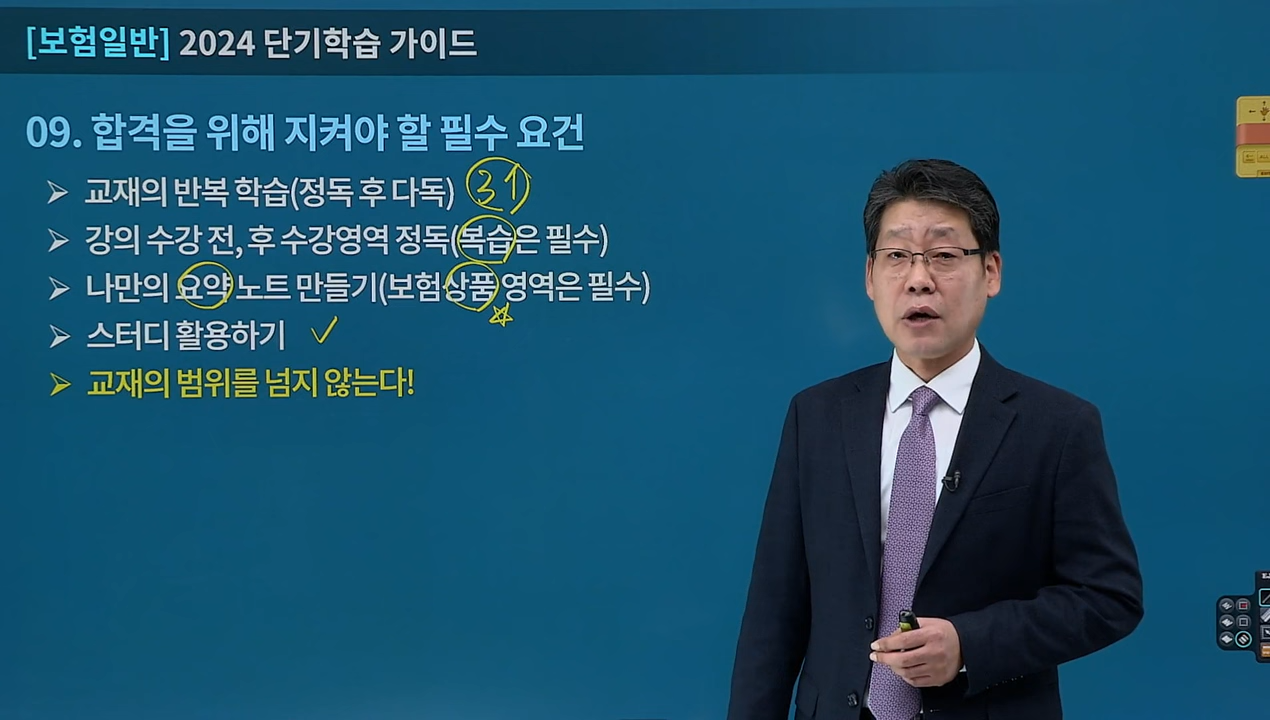 [보험일반] 2024 단기학습 가이드
09. 합격을 위해 지켜야 할 필수 요건
➢ 교재의 반복 학습(정독 후 다독) 31
➢ 강의 수강 전, 후 수강영역 정독(복습은 필수)
➢ 나만의 요약 노트 만들기(보험상품 영역은 필수)
➢ 스터디 활용하기
➢ 교재의 범위를 넘지 않는다!